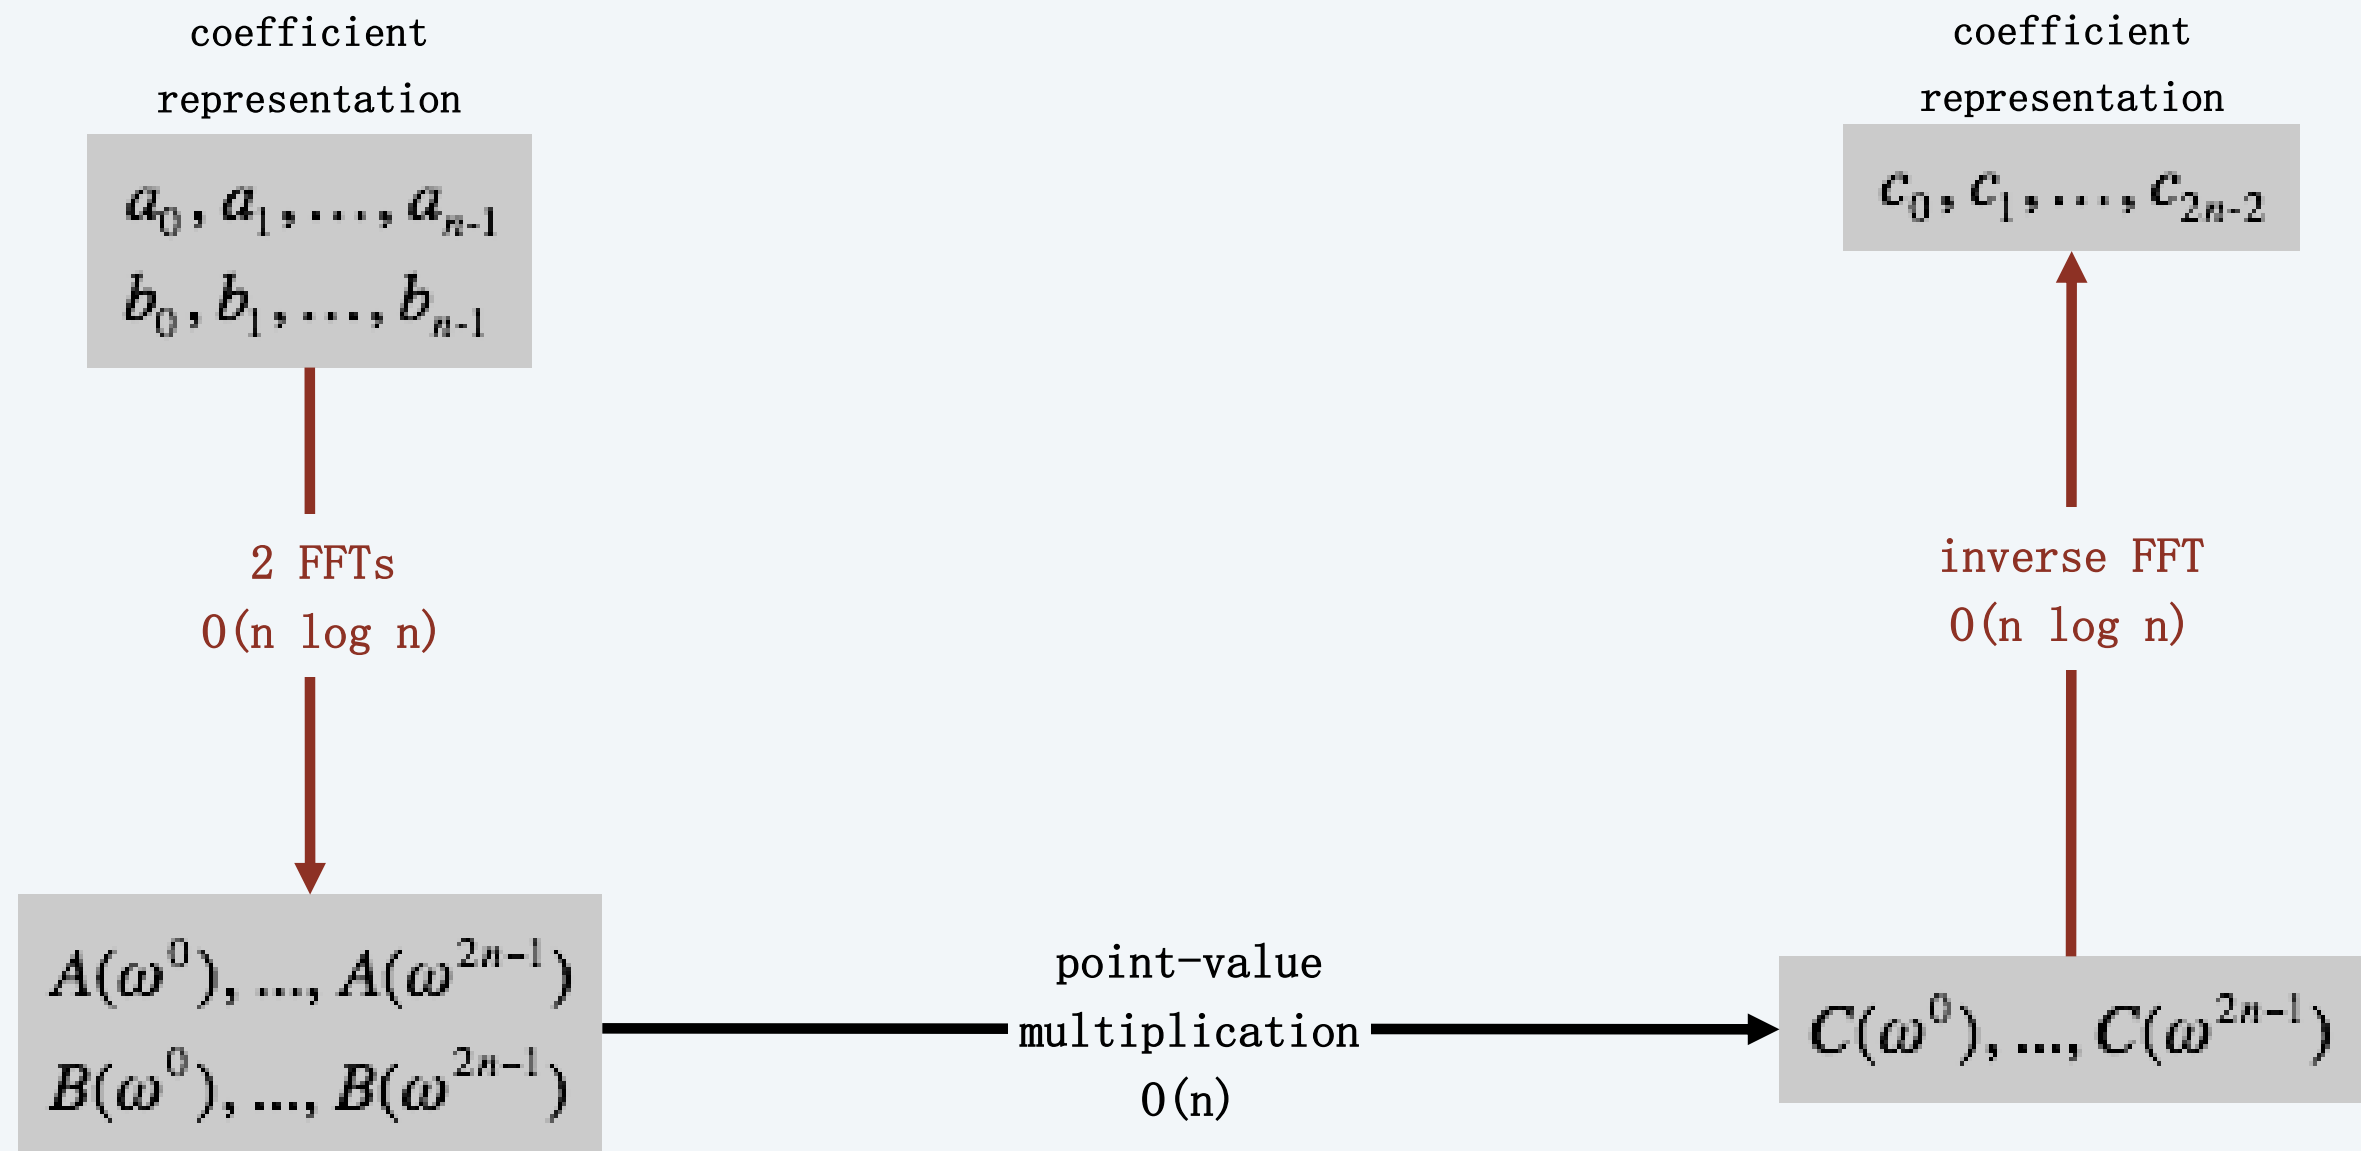 coefficient
representation
a₀, a₁, ..., aₙ₋₁
b₀, b₁, ..., bₙ₋₁
2 FFTs
O(n log n)
A(ω⁰), ..., A(ω²ⁿ⁻¹)
B(ω⁰), ..., B(ω²ⁿ⁻¹)
point-value
multiplication
O(n)
C(ω⁰), ..., C(ω²ⁿ⁻¹)
inverse FFT
O(n log n)
coefficient
representation
c₀, c₁, ..., c₂ₙ₋₂